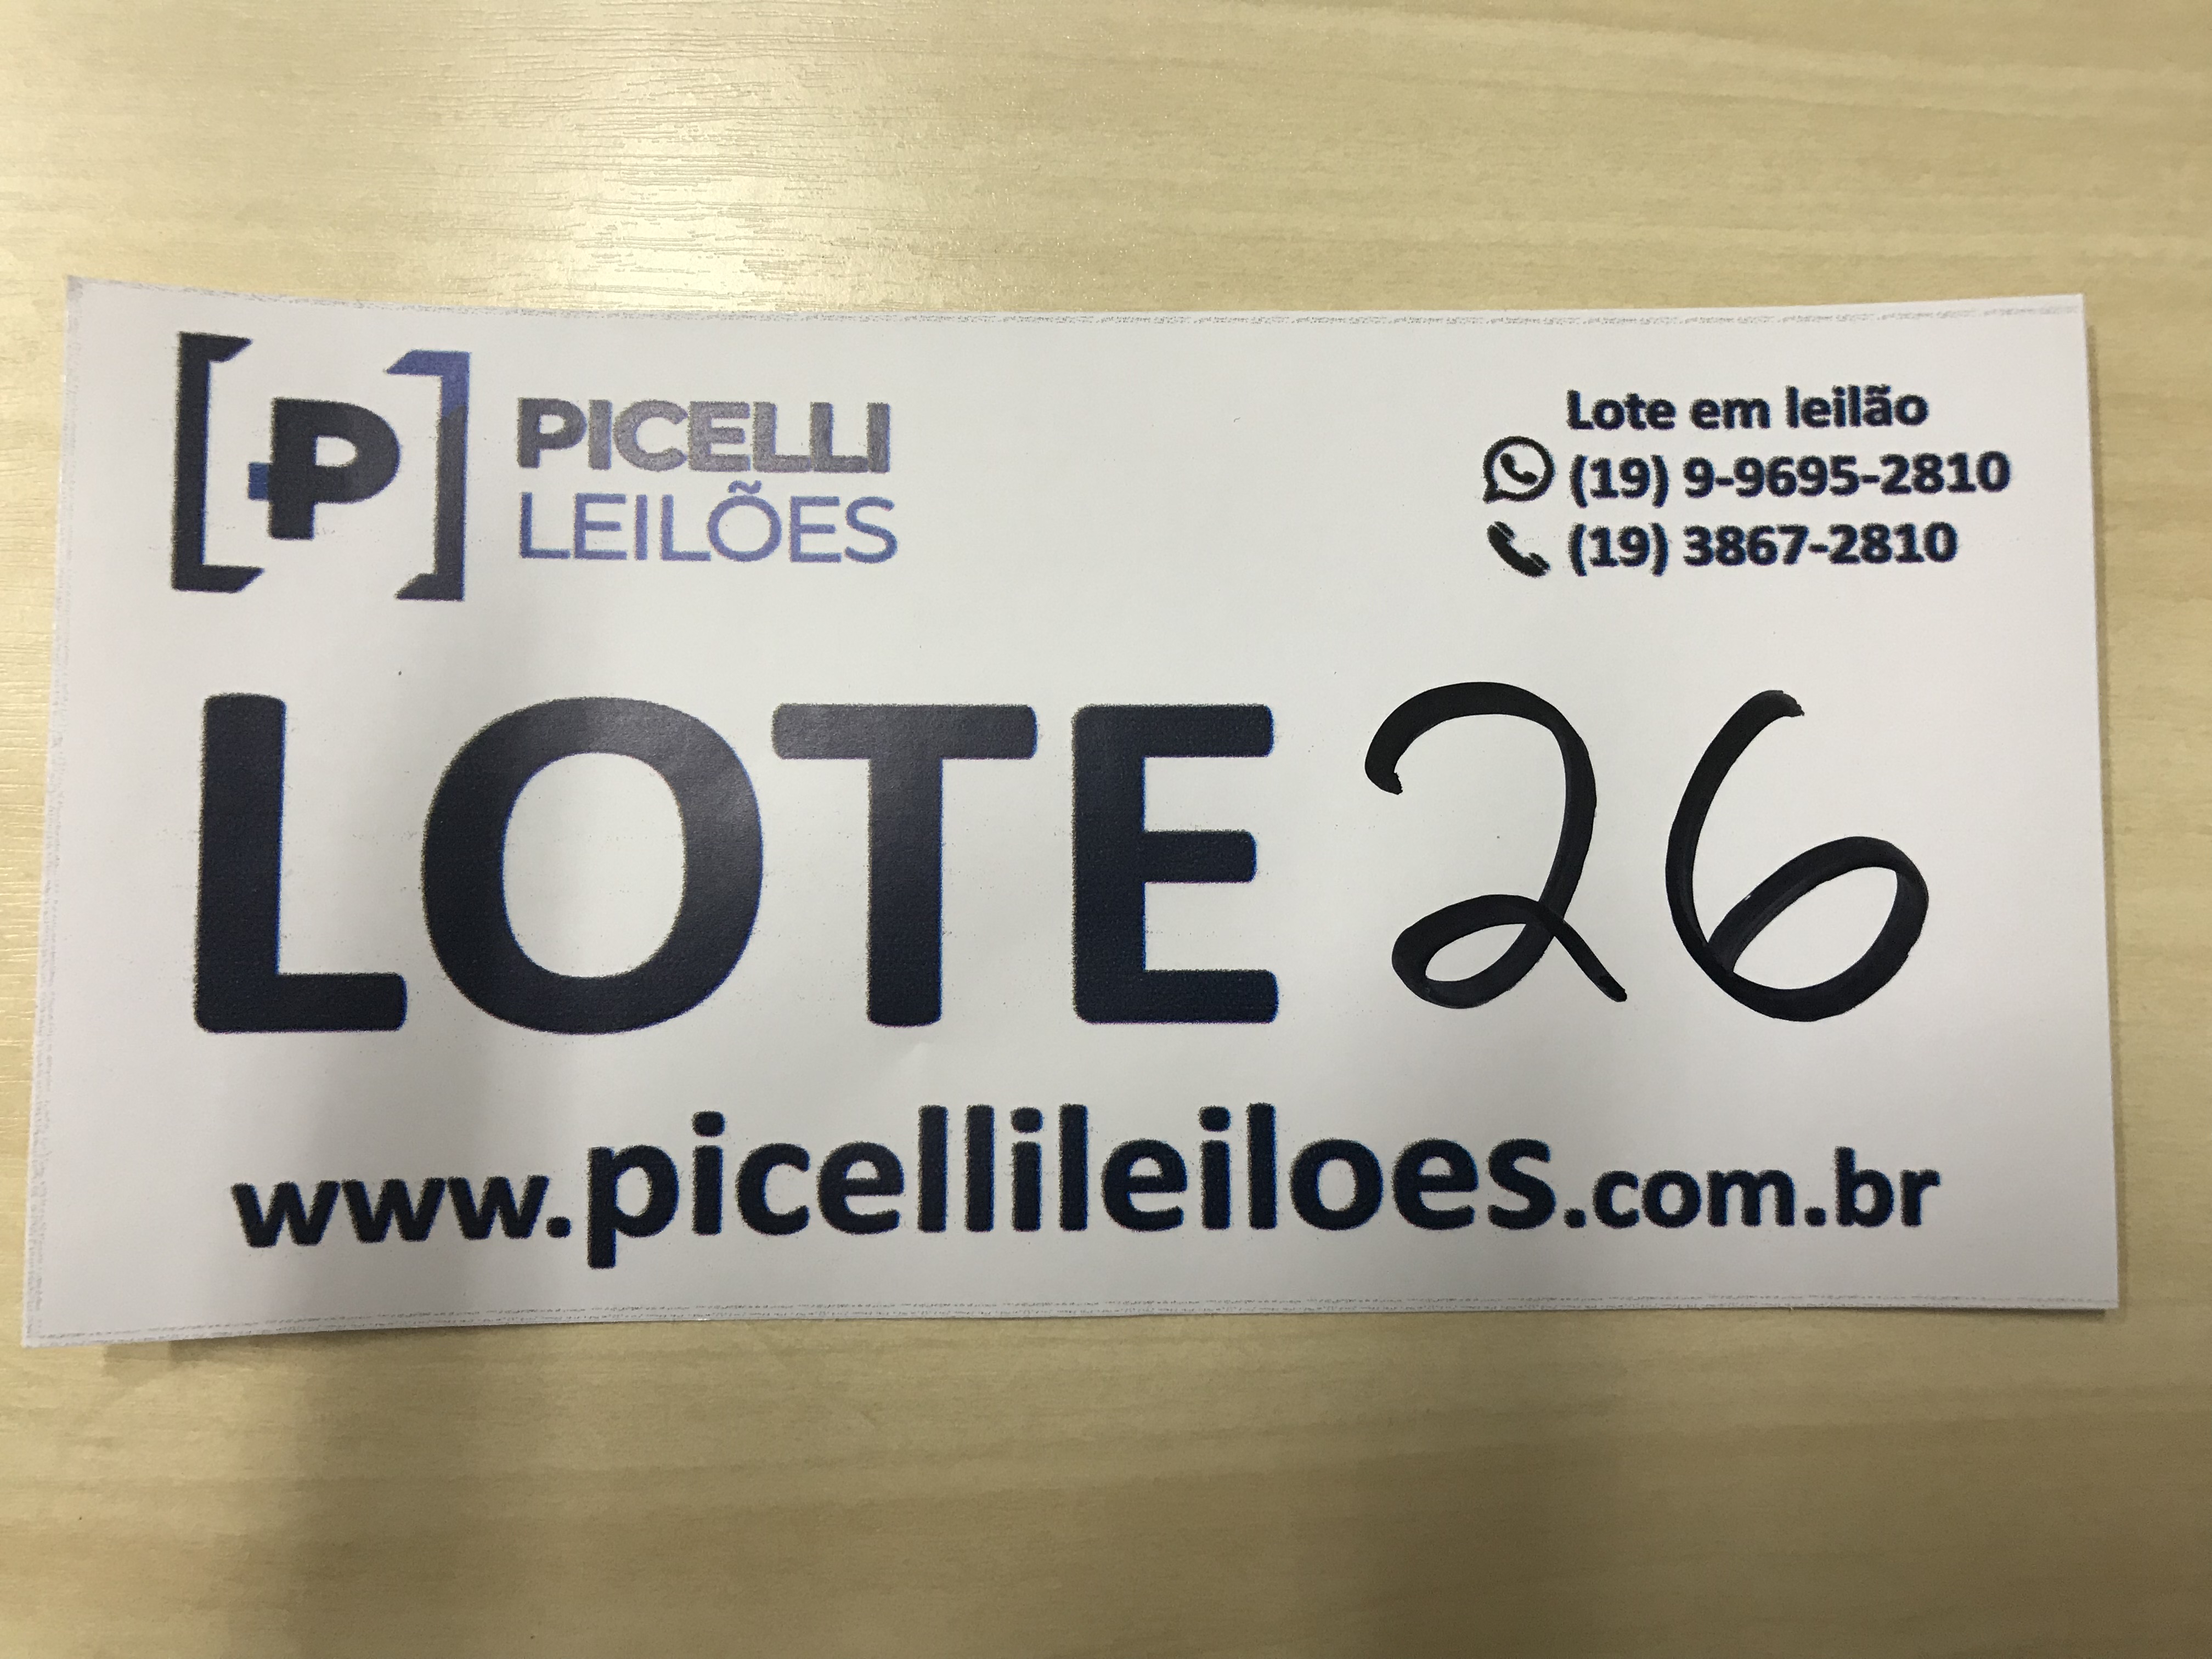 PICELLI
LEILÕES
Lote em leilão
(19) 9-9695-2810
(19) 3867-2810
LOTE 26
www.picellileiloes.com.br